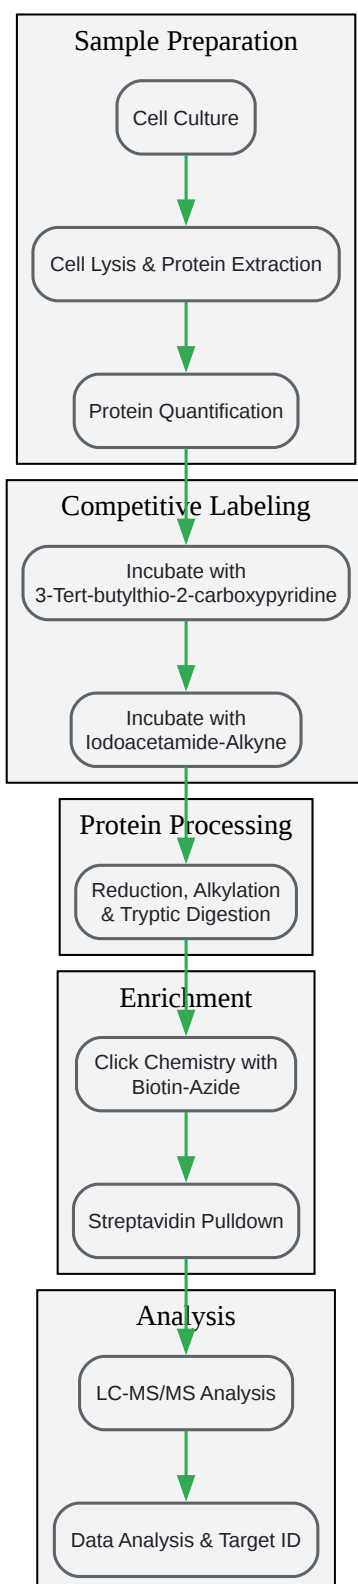 Sample Preparation
Cell Culture
Cell Lysis & Protein Extraction
Protein Quantification
Competitive Labeling
Incubate with
3-Tert-butylthio-2-carboxypyridine
Incubate with
Iodoacetamide-Alkyne
Protein Processing
Reduction, Alkylation
& Tryptic Digestion
Enrichment
Click Chemistry with
Biotin-Azide
Streptavidin Pulldown
Analysis
LC-MS/MS Analysis
Data Analysis & Target ID